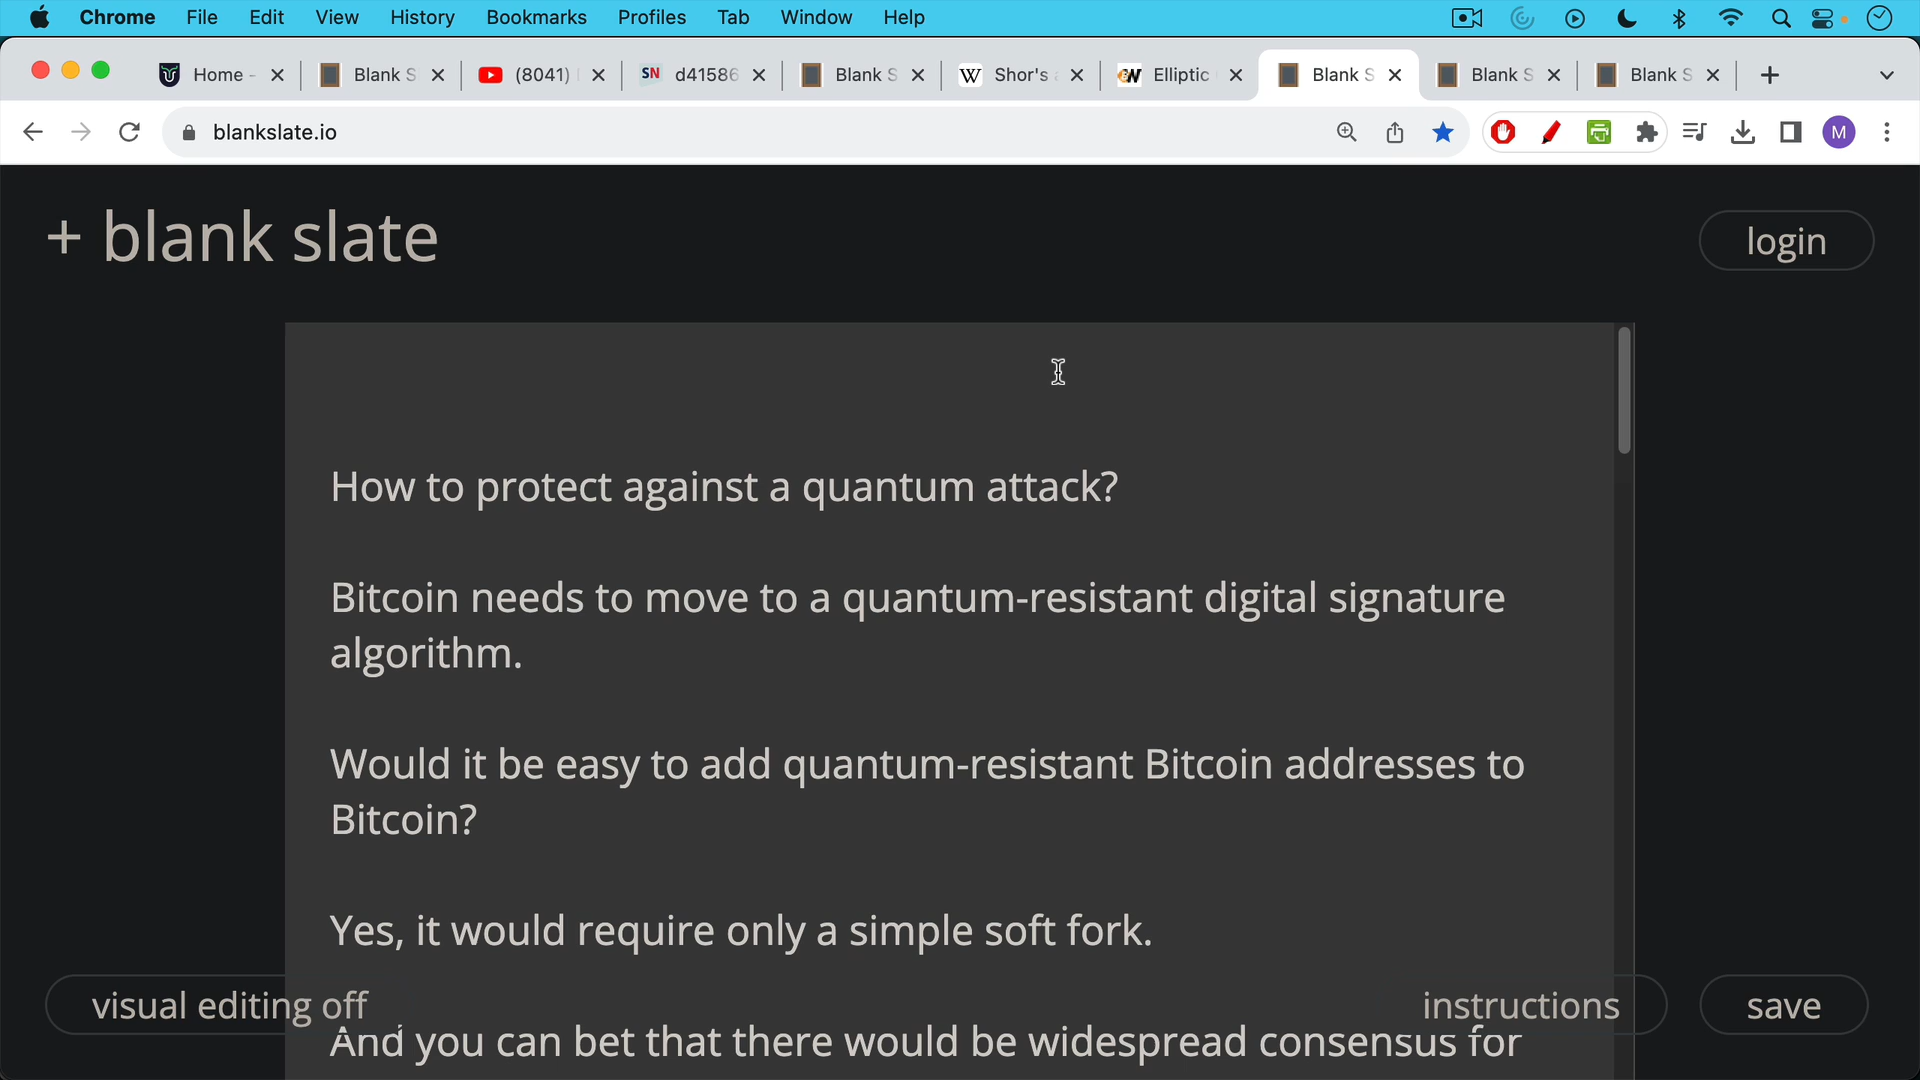 Chrome File Edit View History Bookmarks Profiles Tab Window Help
Home - Blank S (8041) d41586 Blank S Shor's Elliptic Blank S Blank S Blank S
blankslate.io
M
+ blank slate
login
How to protect against a quantum attack?
Bitcoin needs to move to a quantum-resistant digital signature
algorithm.
Would it be easy to add quantum-resistant Bitcoin addresses to
Bitcoin?
Yes, it would require only a simple soft fork.
visual editing off
instructions
save
And you can bet that there would be widespread consensus for